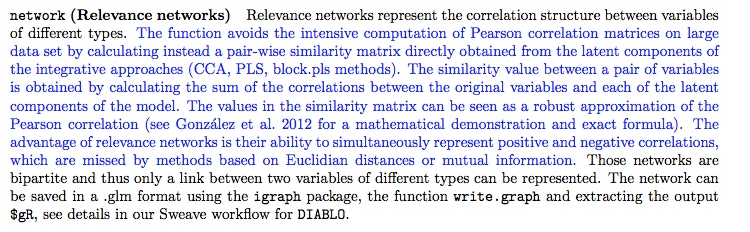 network (Relevance networks) Relevance networks represent the correlation structure between variables
of different types. The function avoids the intensive computation of Pearson correlation matrices on large
data set by calculating instead a pair-wise similarity matrix directly obtained from the latent components of
the integrative approaches (CCA, PLS, block.pls methods). The similarity value between a pair of variables
is obtained by calculating the sum of the correlations between the original variables and each of the latent
components of the model. The values in the similarity matrix can be seen as a robust approximation of the
Pearson correlation (see González et al. 2012 for a mathematical demonstration and exact formula). The
advantage of relevance networks is their ability to simultaneously represent positive and negative correlations,
which are missed by methods based on Euclidian distances or mutual information. Those networks are
bipartite and thus only a link between two variables of different types can be represented. The network can
be saved in a .glm format using the igraph package, the function write.graph and extracting the output
$gR, see details in our Sweave workflow for DIABLO.